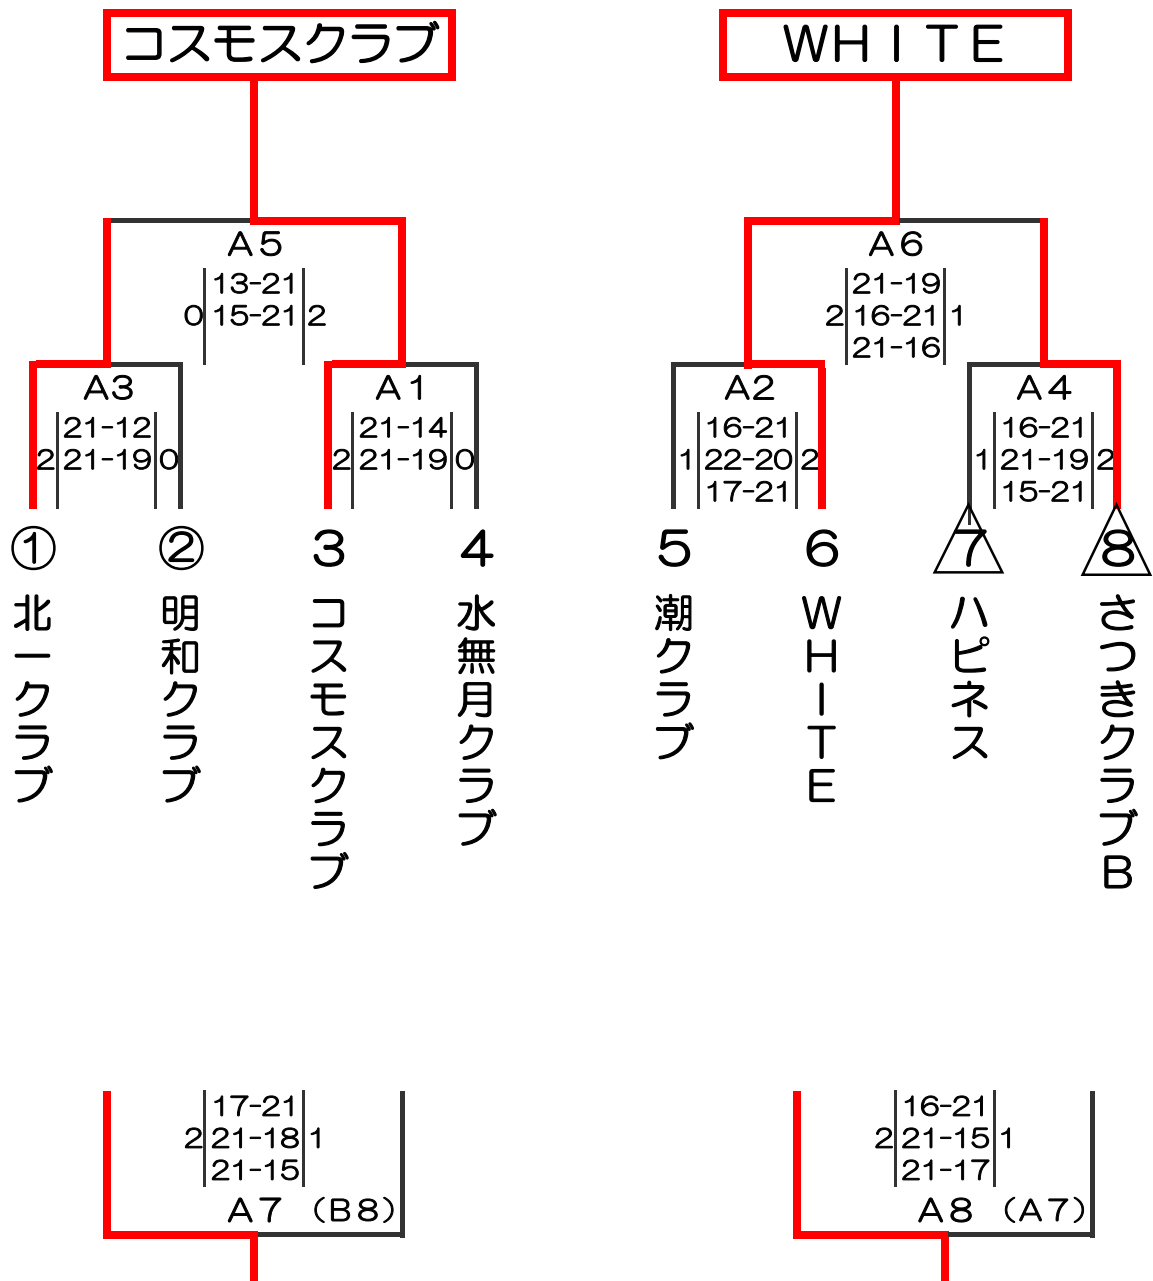 コスモスクラブ
WHITE
A5
13-21
0 15-21 2
A6
21-19
2 16-21 1
21-16
A3
21-12
2 21-19 0
A1
21-14
2 21-19 0
A2
16-21
1 22-20 2
17-21
A4
16-21
1 21-19 2
15-21
①
北一クラブ
②
明和クラブ
3
コスモスクラブ
4
水無月クラブ
5
潮クラブ
6
WHITE
7
ハピネス
8
さつきクラブB
17-21
2 21-18 1
21-15
A7 (B8)
16-21
2 21-15 1
21-17
A8 (A7)